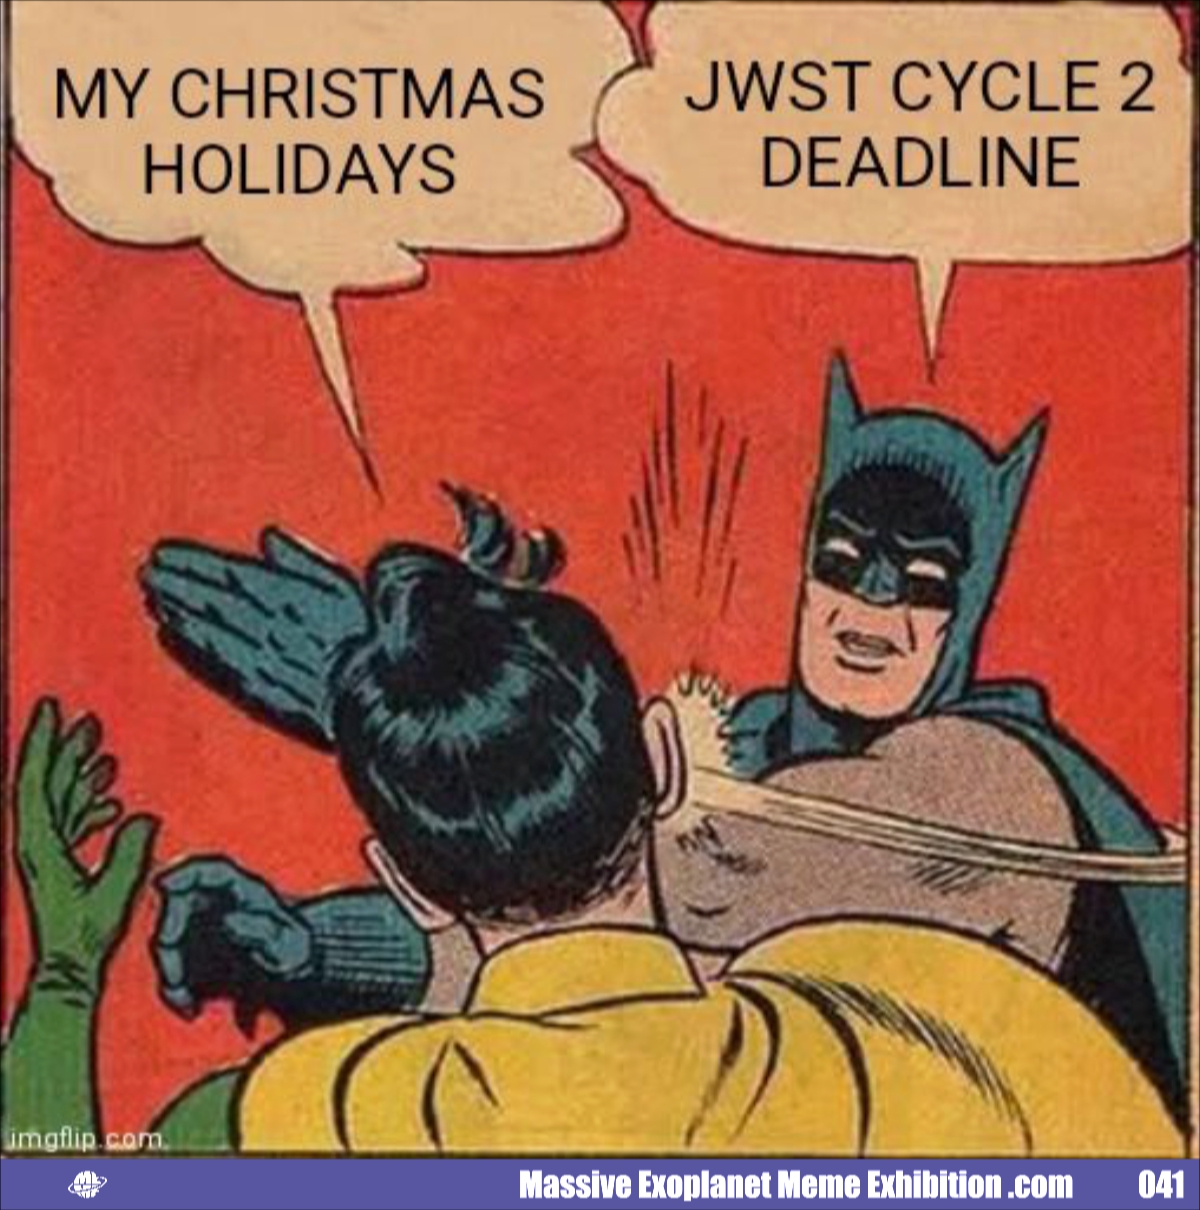 MY CHRISTMAS
HOLIDAYS
JWST CYCLE 2
DEADLINE
imgflip.com
Massive Exoplanet Meme Exhibition .com 041